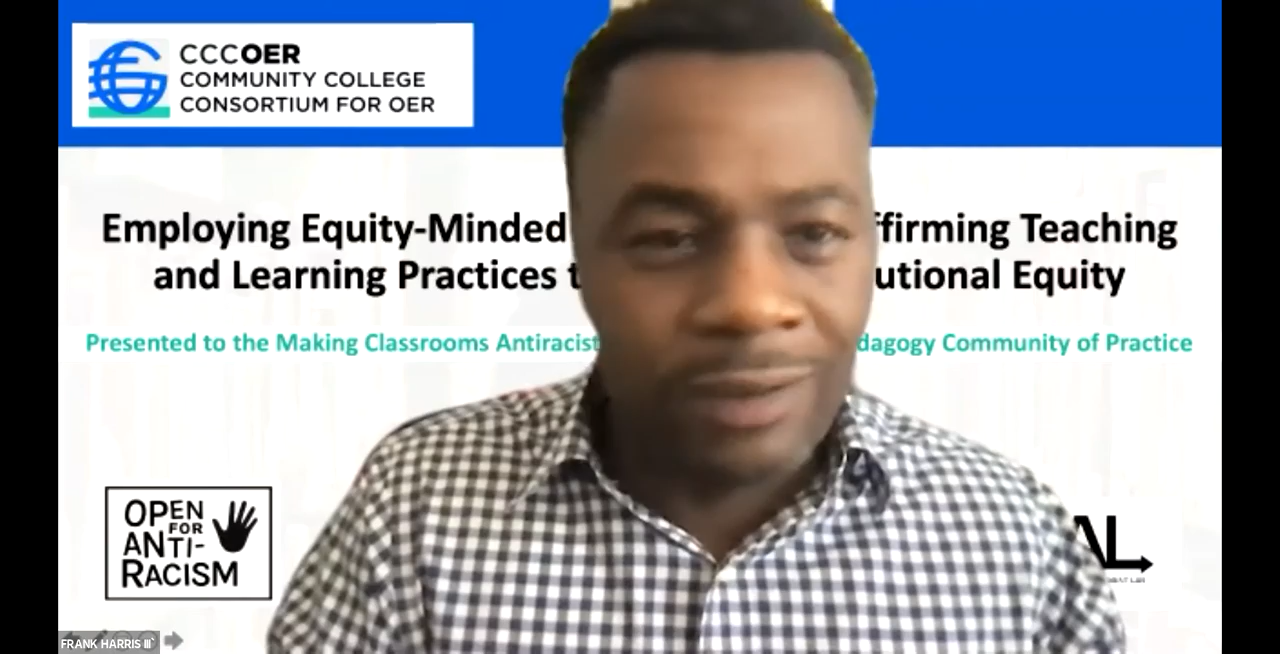 CCCOER
COMMUNITY COLLEGE
CONSORTIUM FOR OER
Employing Equity-Minded ffirming Teaching
and Learning Practices t utional Equity
Presented to the Making Classrooms Antiracist dagogy Community of Practice
OPEN
FOR
ANTI-
RACISM
AL
FRANK HARRIS III